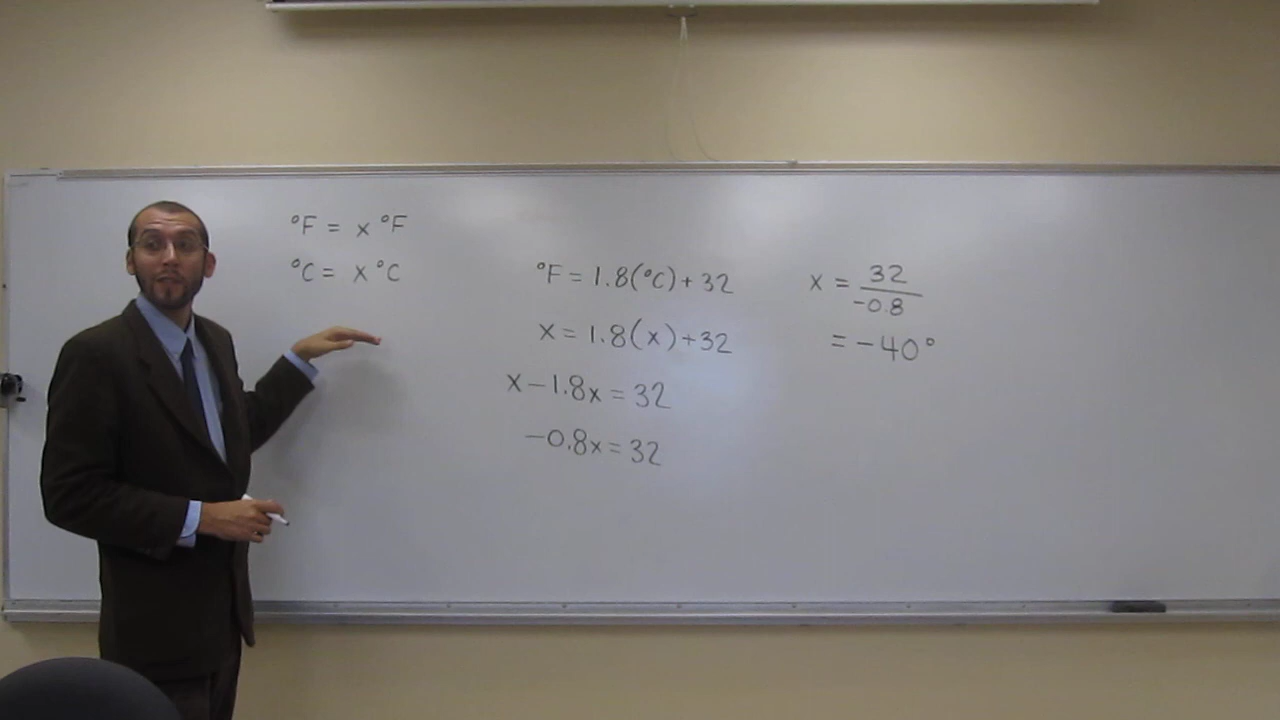 °F = x °F
°C = x °C
°F = 1.8(°C) + 32
x = 1.8(x) + 32
x - 1.8x = 32
-0.8x = 32
x = 32/-0.8
= -40°